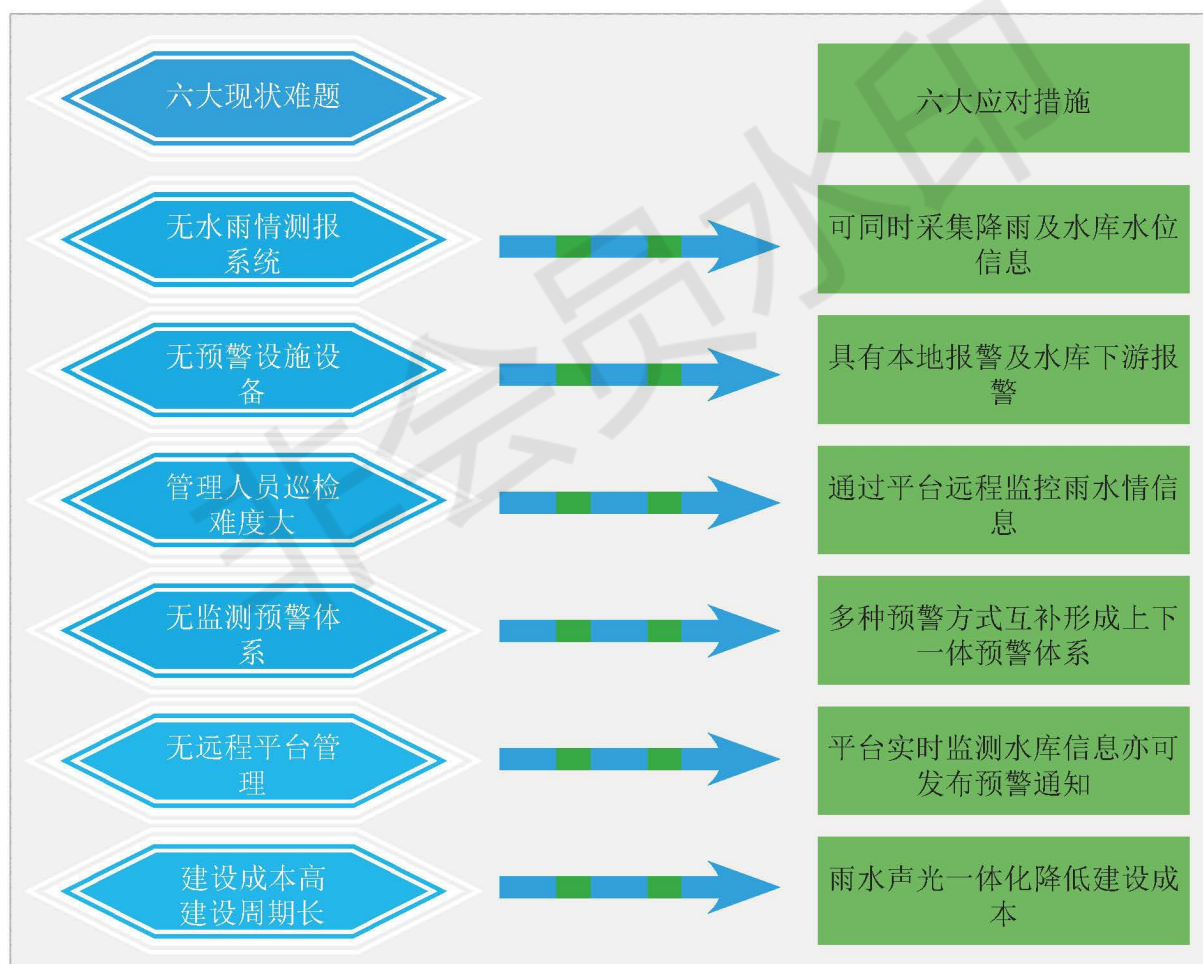 六大现状难题
六大应对措施
无水雨情测报
系统
可同时采集降雨及水库水位
信息
无预警设施设
备
具有本地报警及水库下游报
警
管理人员巡检
难度大
通过平台远程监控雨水情信
息
无监测预警体
系
多种预警方式互补形成上下
一体预警体系
无远程平台管
理
平台实时监测水库信息亦可
发布预警通知
建设成本高
建设周期长
雨水声光一体化降低建设成
本
非会员水印